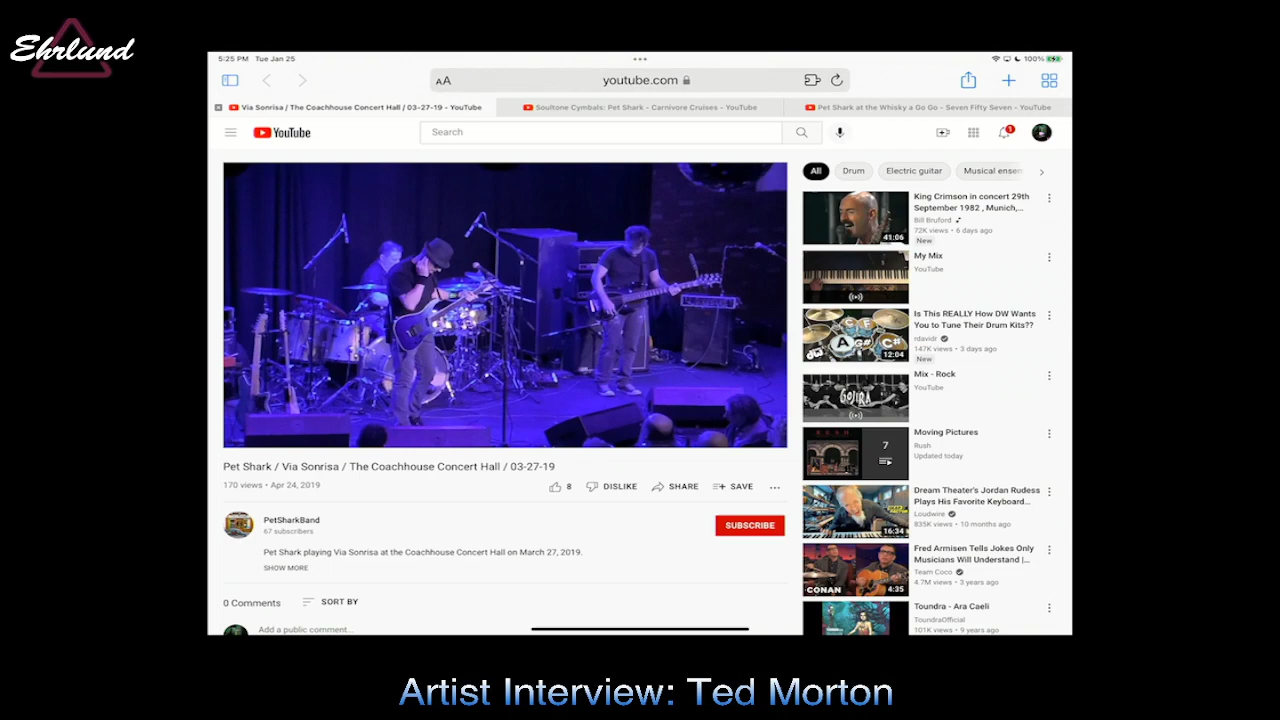 Ehrlund
5:25 PM Tue Jan 25
100%
AA
youtube.com
Via Sonrisa / The Coachhouse Concert Hall / 03-27-19 - YouTube
Soultone Cymbals: Pet Shark - Carnivore Cruises - YouTube
Pet Shark at the Whisky a Go Go - Seven Fifty Seven - YouTube
YouTube
Search
1
All
Drum
Electric guitar
Musical ensem
King Crimson in concert 29th
September 1982 , Munich,...
Bill Bruford
72K views • 6 days ago
New
41:06
My Mix
YouTube
Is This REALLY How DW Wants
You to Tune Their Drum Kits??
rdavidr
147K views • 3 days ago
New
12:04
Mix - Rock
YouTube
GOJIRA
Moving Pictures
Rush
Updated today
7
Dream Theater's Jordan Rudess
Plays His Favorite Keyboard...
Loudwire
835K views • 10 months ago
16:34
Fred Armisen Tells Jokes Only
Musicians Will Understand |...
Team Coco
4.7M views • 3 years ago
CONAN
4:35
Toundra - Ara Caeli
ToundraOfficial
101K views • 9 years ago
Pet Shark / Via Sonrisa / The Coachhouse Concert Hall / 03-27-19
170 views • Apr 24, 2019
8
DISLIKE
SHARE
SAVE
PetSharkBand
67 subscribers
SUBSCRIBE
Pet Shark playing Via Sonrisa at the Coachhouse Concert Hall on March 27, 2019.
SHOW MORE
0 Comments
SORT BY
Add a public comment...
Artist Interview: Ted Morton